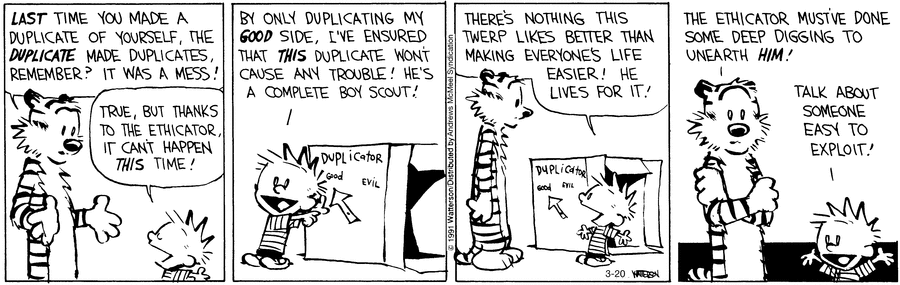 LAST TIME YOU MADE A
DUPLICATE OF YOURSELF, THE
DUPLICATE MADE DUPLICATES,
REMEMBER? IT WAS A MESS!
TRUE, BUT THANKS
TO THE ETHICATOR,
IT CAN'T HAPPEN
THIS TIME!
BY ONLY DUPLICATING MY
GOOD SIDE, I'VE ENSURED
THAT THIS DUPLICATE WON'T
CAUSE ANY TROUBLE! HE'S
A COMPLETE BOY SCOUT!
DUPLICATOR
GOOD
EVIL
© 1991 Watterson/Distributed by Andrews McMeel Syndication
THERE'S NOTHING THIS
TWERP LIKES BETTER THAN
MAKING EVERYONE'S LIFE
EASIER! HE
LIVES FOR IT!
DUPLICATOR
GOOD
EVIL
3-20 WATTERSON
THE ETHICATOR MUST'VE DONE
SOME DEEP DIGGING TO
UNEARTH HIM!
TALK ABOUT
SOMEONE
EASY TO
EXPLOIT!